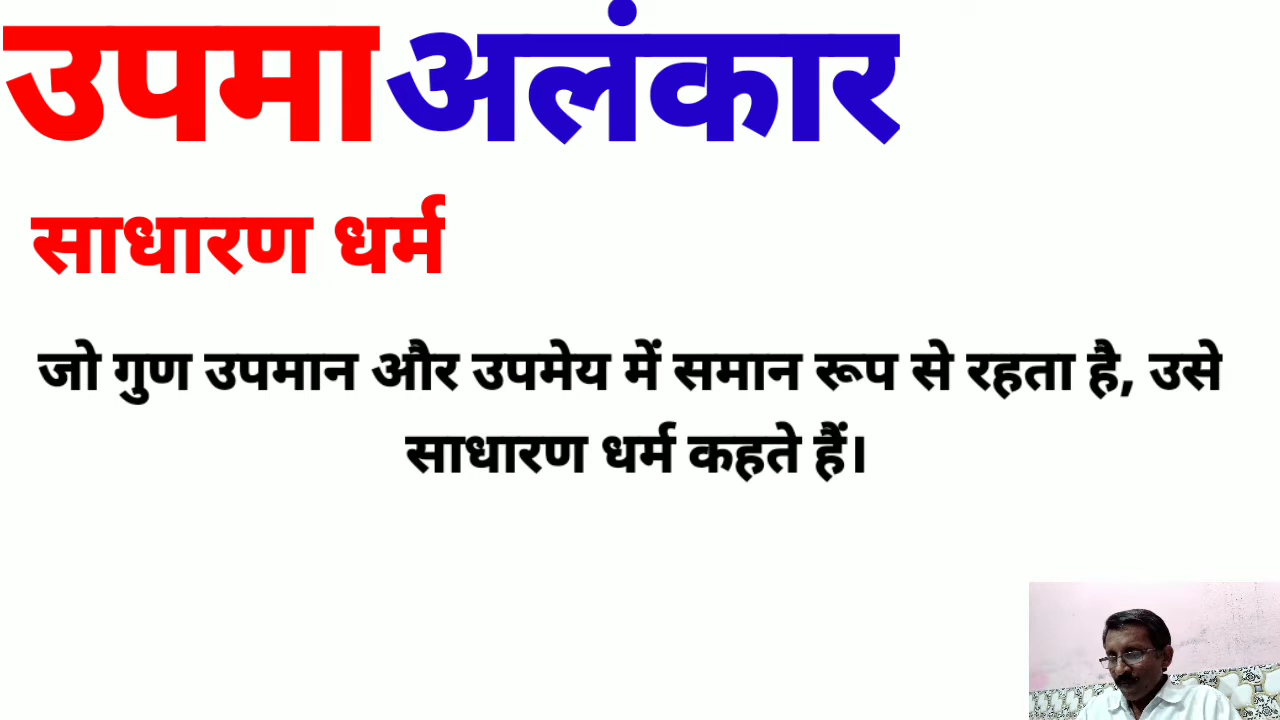 उपमा अलंकार
साधारण धर्म
जो गुण उपमान और उपमेय में समान रूप से रहता है, उसे
साधारण धर्म कहते हैं।